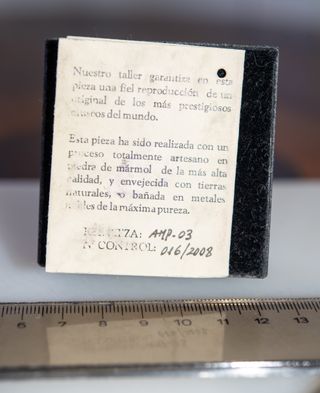 Nuestro taller garantiza en esta
pieza una fiel reproducción de un
original de los más prestigiosos
museos del mundo.
Esta pieza ha sido realizada con un
proceso totalmente artesano en
piedra de mármol de la más alta
calidad, y envejecida con tierras
naturales, o bañada en metales
nobles de la máxima pureza.
REF. PIEZA: AMP-03
Nº CONTROL: 016/2008
6 7 8 9 10 11 12 13